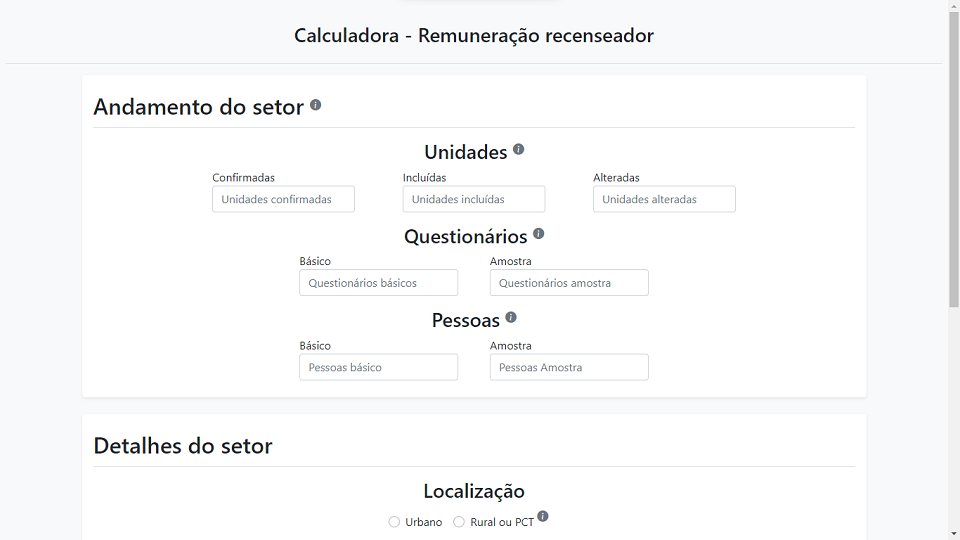 Calculadora - Remuneração recenseador
Andamento do setor
Unidades
Confirmadas Incluídas Alteradas
Unidades confirmadas Unidades incluídas Unidades alteradas
Questionários
Básico Amostra
Questionários básicos Questionários amostra
Pessoas
Básico Amostra
Pessoas básico Pessoas Amostra
Detalhes do setor
Localização
Urbano Rural ou PCT